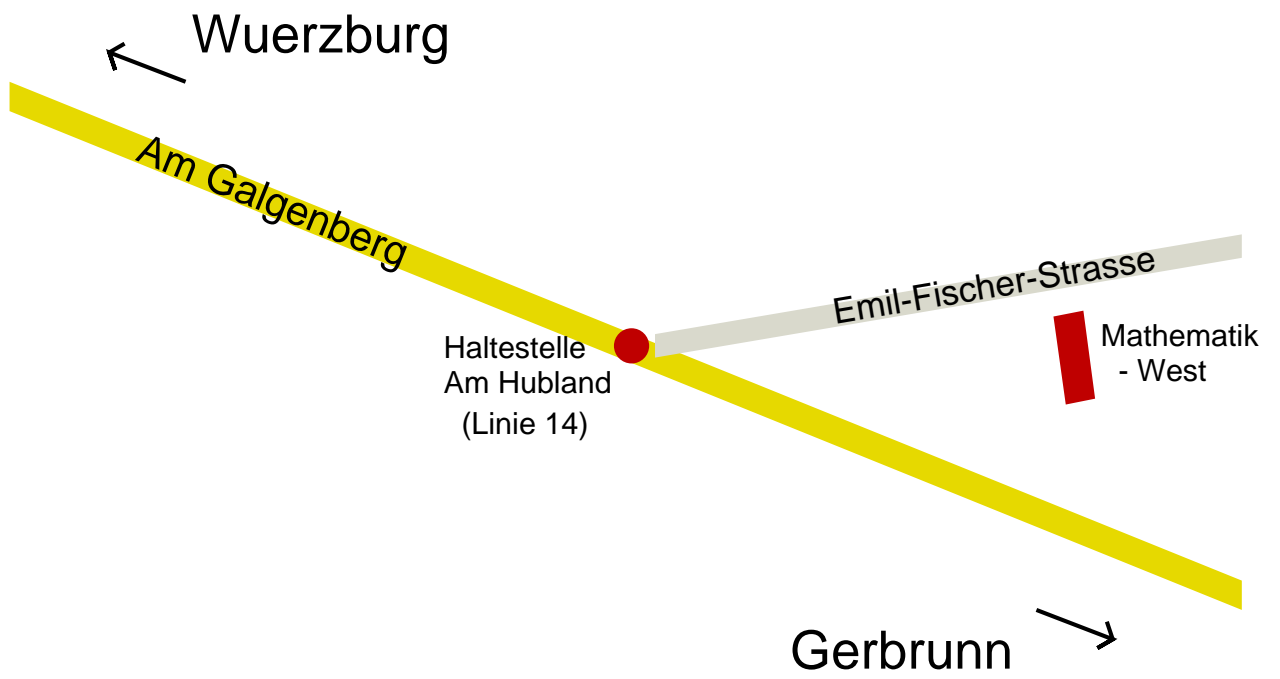 Wuerzburg
Am Galgenberg
Emil-Fischer-Strasse
Haltestelle
Am Hubland
(Linie 14)
Mathematik
- West
Gerbrunn